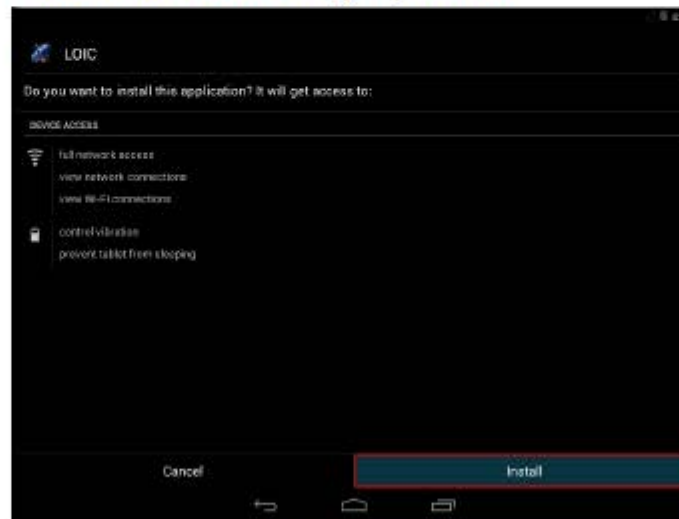 LOIC
Do you want to install this application? It will get access to:
DEVICE ACCESS
full network access
view network connections
view Wi-Fi connections
control vibration
prevent tablet from sleeping
Cancel
Install